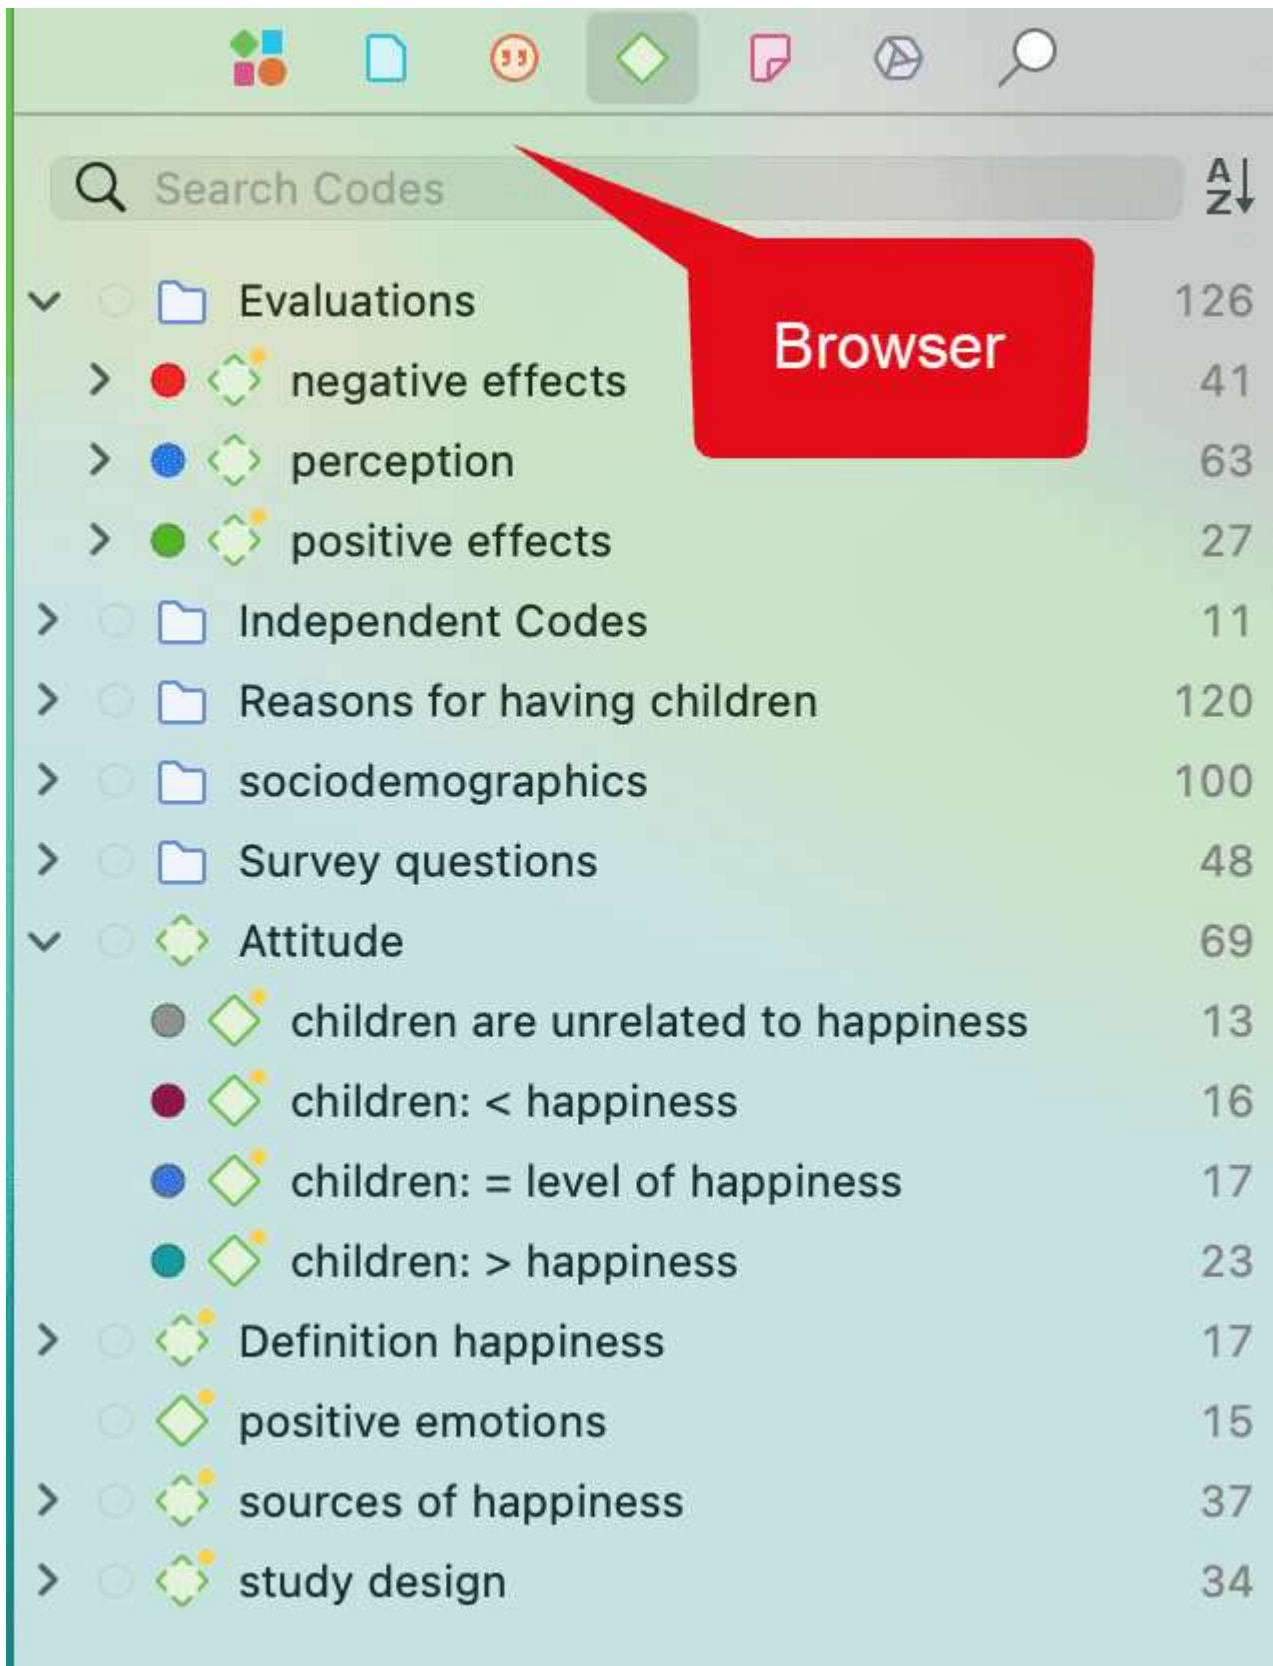 Search Codes
A
Z
Browser
Evaluations 126
negative effects 41
perception 63
positive effects 27
Independent Codes 11
Reasons for having children 120
sociodemographics 100
Survey questions 48
Attitude 69
children are unrelated to happiness 13
children: < happiness 16
children: = level of happiness 17
children: > happiness 23
Definition happiness 17
positive emotions 15
sources of happiness 37
study design 34